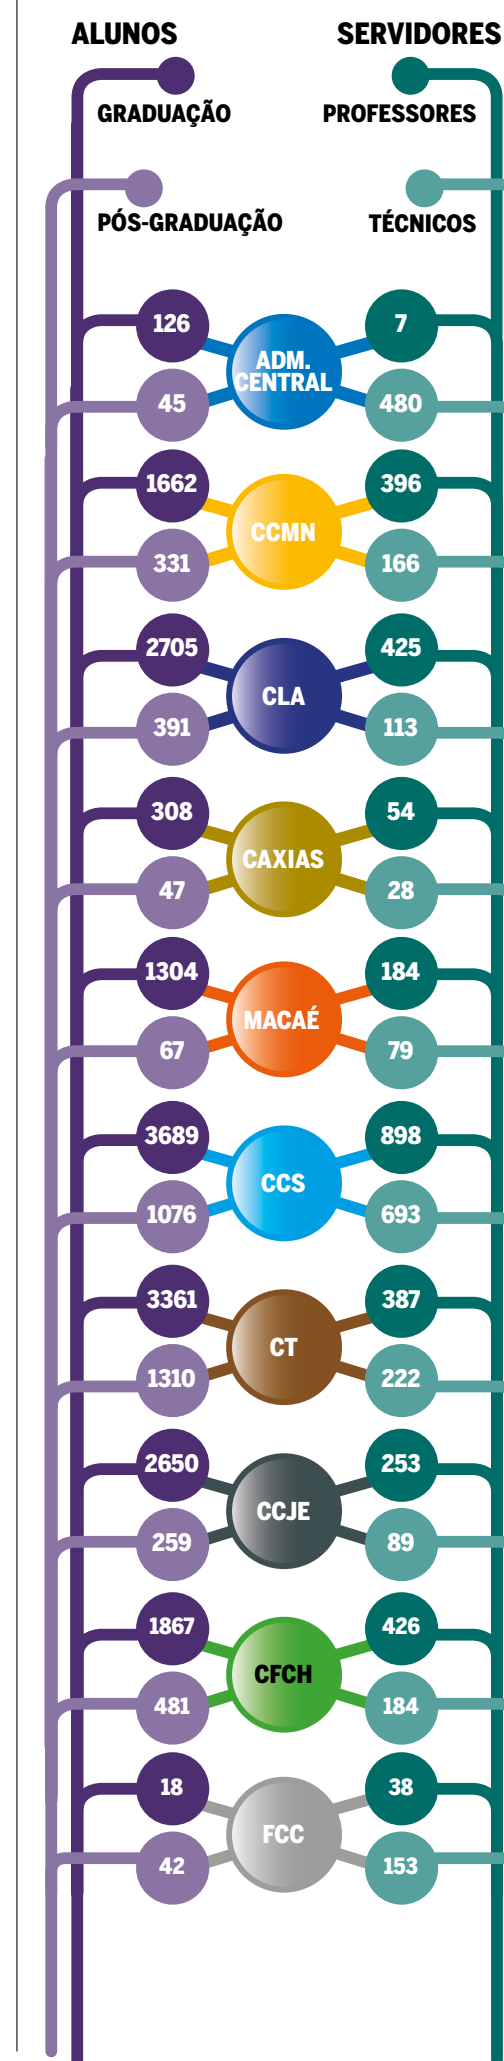 ALUNOS
SERVIDORES
GRADUAÇÃO
PROFESSORES
PÓS-GRADUAÇÃO
TÉCNICOS
126
7
ADM.
CENTRAL
45
480
1662
396
CCMN
331
166
2705
425
CLA
391
113
308
54
CAXIAS
47
28
1304
184
MACAÉ
67
79
3689
898
CCS
1076
693
3361
387
CT
1310
222
2650
253
CCJE
259
89
1867
426
CFCH
481
184
18
38
FCC
42
153